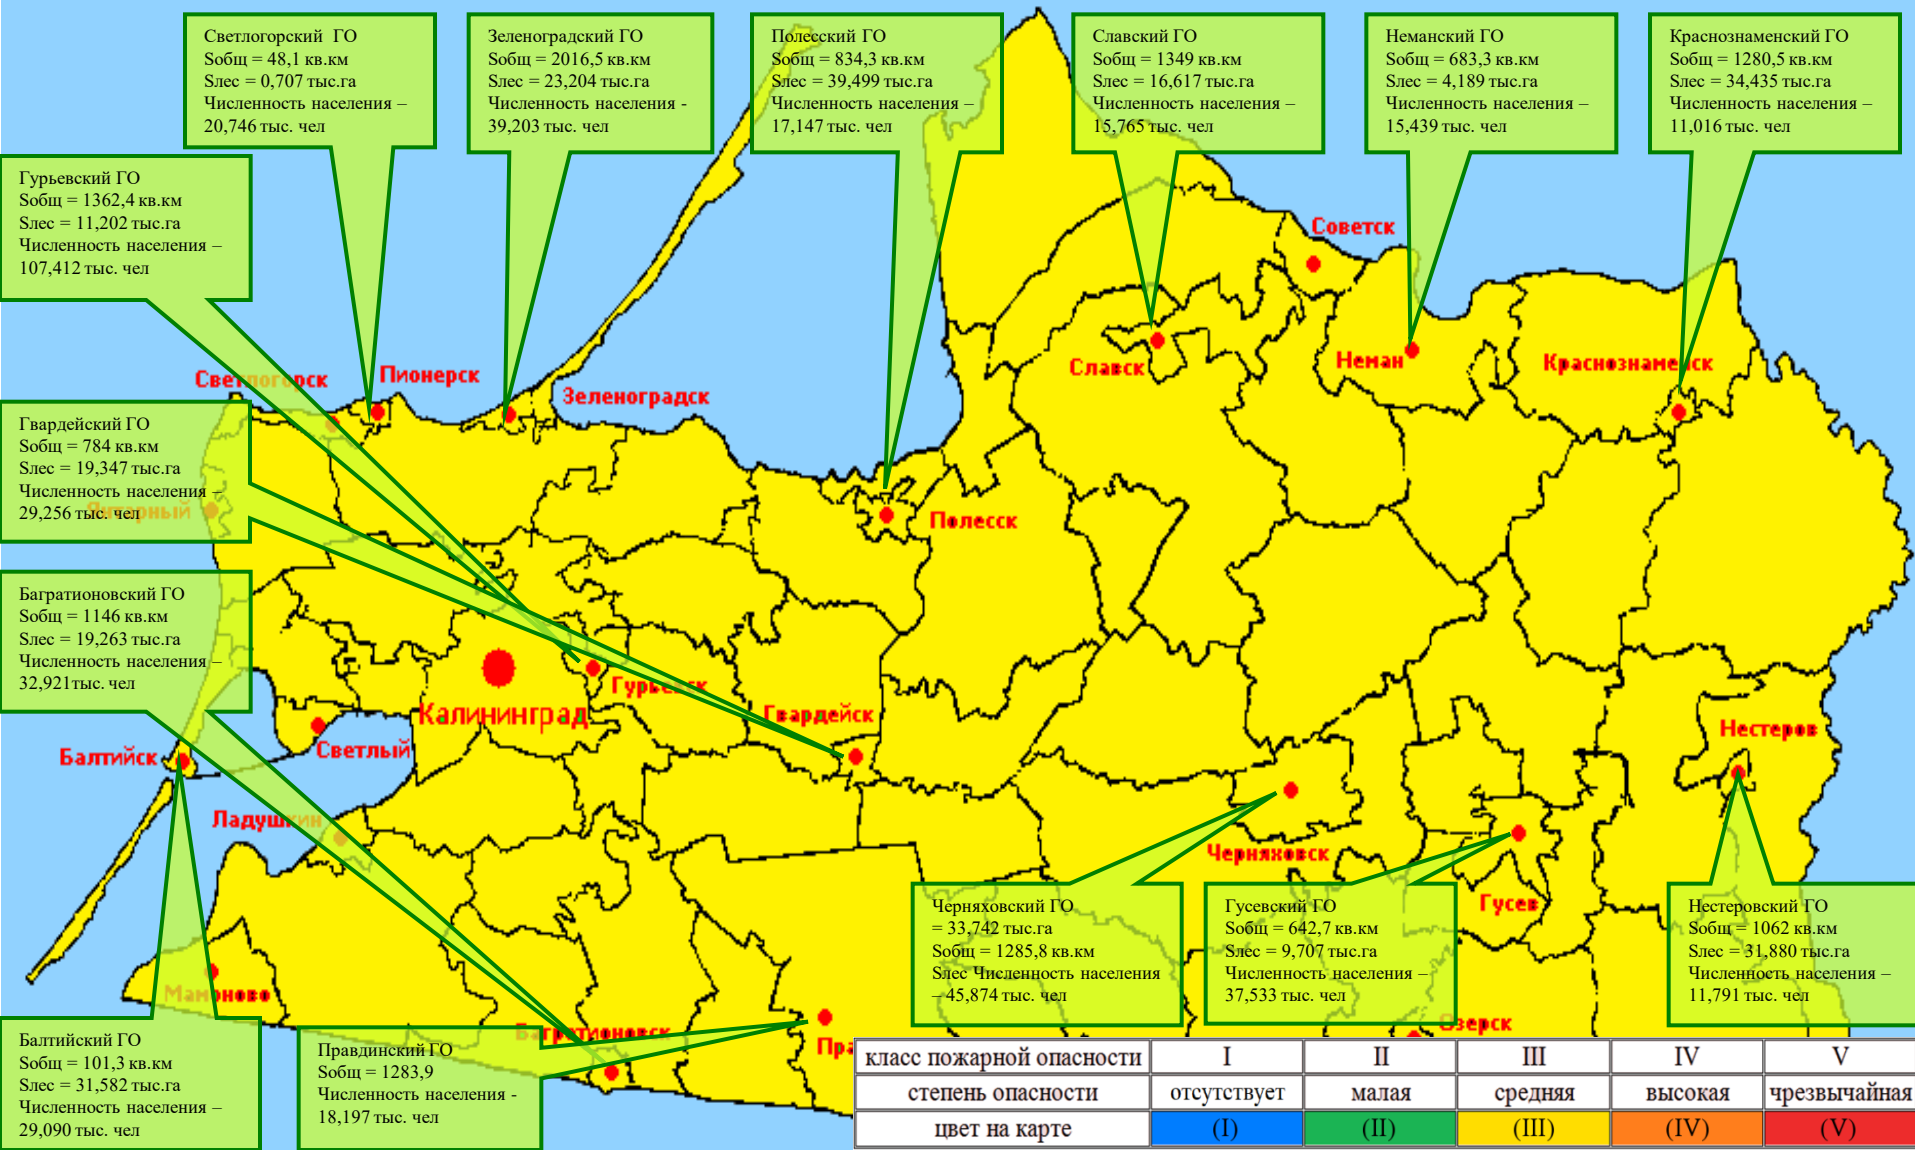 Светлогорский ГО
Sобщ = 48,1 кв.км
Sлес = 0,707 тыс.га
Численность населения –
20,746 тыс. чел
Зеленоградский ГО
Sобщ = 2016,5 кв.км
Sлес = 23,204 тыс.га
Численность населения -
39,203 тыс. чел
Полесский ГО
Sобщ = 834,3 кв.км
Sлес = 39,499 тыс.га
Численность населения –
17,147 тыс. чел
Славский ГО
Sобщ = 1349 кв.км
Sлес = 16,617 тыс.га
Численность населения –
15,765 тыс. чел
Неманский ГО
Sобщ = 683,3 кв.км
Sлес = 4,189 тыс.га
Численность населения –
15,439 тыс. чел
Краснознаменский ГО
Sобщ = 1280,5 кв.км
Sлес = 34,435 тыс.га
Численность населения –
11,016 тыс. чел
Гурьевский ГО
Sобщ = 1362,4 кв.км
Sлес = 11,202 тыс.га
Численность населения –
107,412 тыс. чел
Советск
Светлогорск
Пионерск
Зеленоградск
Славск
Неман
Краснознаменск
Гвардейский ГО
Sобщ = 784 кв.км
Sлес = 19,347 тыс.га
Численность населения –
29,256 тыс. чел
Янтарный
Полесск
Багратионовский ГО
Sобщ = 1146 кв.км
Sлес = 19,263 тыс.га
Численность населения –
32,921тыс. чел
Гурьевск
Калининград
Гвардейск
Нестеров
Балтийск
Светлый
Ладушкин
Черняховск
Гусев
Черняховский ГО
= 33,742 тыс.га
Sобщ = 1285,8 кв.км
Sлес Численность населения
– 45,874 тыс. чел
Гусевский ГО
Sобщ = 642,7 кв.км
Sлес = 9,707 тыс.га
Численность населения –
37,533 тыс. чел
Нестеровский ГО
Sобщ = 1062 кв.км
Sлес = 31,880 тыс.га
Численность населения –
11,791 тыс. чел
Мамоново
Багратионовск
Озерск
Пра
Балтийский ГО
Sобщ = 101,3 кв.км
Sлес = 31,582 тыс.га
Численность населения –
29,090 тыс. чел
Правдинский ГО
Sобщ = 1283,9
Численность населения -
18,197 тыс. чел
класс пожарной опасности I II III IV V
степень опасности отсутствует малая средняя высокая чрезвычайная
цвет на карте (I) (II) (III) (IV) (V)